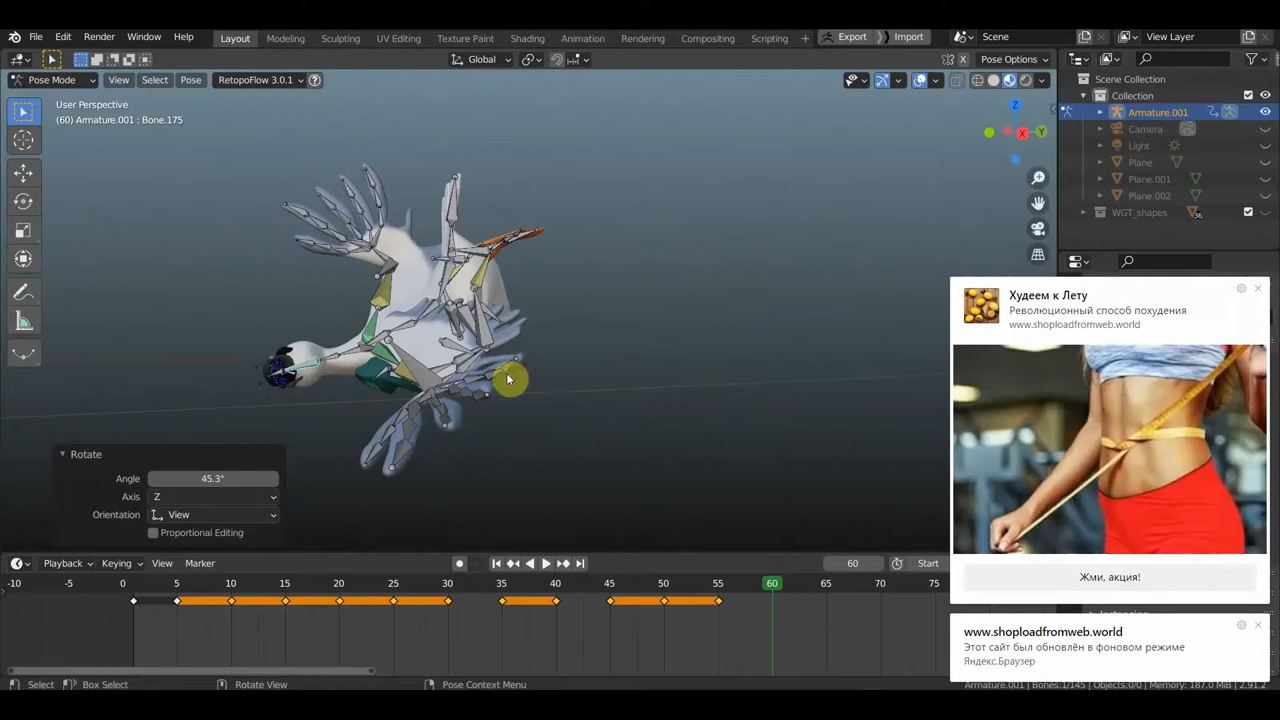 File Edit Render Window Help
Layout Modeling Sculpting UV Editing Texture Paint Shading Animation Rendering Compositing Scripting +
Export Import
Scene
View Layer
Global
X
Pose Options
Pose Mode View Select Pose RetopoFlow 3.0.1
User Perspective
(60) Armature.001 : Bone.175
Z
Y
X
Scene Collection
Collection
Armature.001
Camera
Light
Plane
Plane.001
Plane.002
WGT_shapes
36
Худеем к Лету
Революционный способ похудения
www.shoploadfromweb.world
Жми, акция!
www.shoploadfromweb.world
Этот сайт был обновлён в фоновом режиме
Яндекс.Браузер
Rotate
Angle 45.3°
Axis Z
Orientation View
Proportional Editing
Playback Keying View Marker
60
Start
-10 0 5 10 15 20 25 30 35 40 45 50 55 60 65 70 75
Select Box Select Rotate View Pose Context Menu
Armature.001 | Bones:1/145 | Objects:0/0 | Memory: 187.0 MiB | 2.91.2